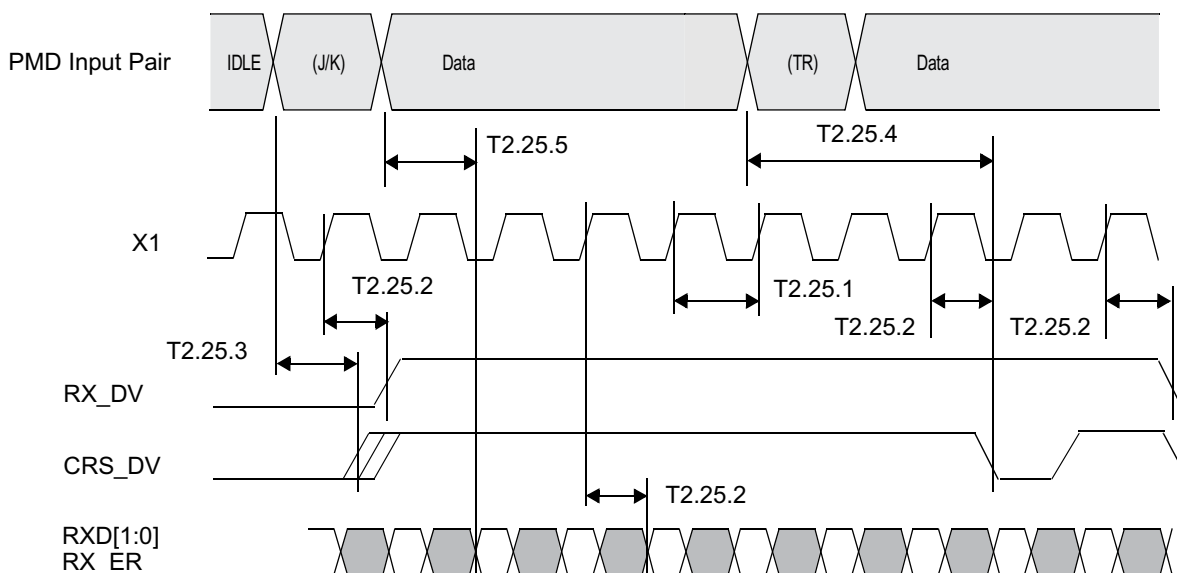 PMD Input Pair
IDLE (J/K) Data (TR) Data
T2.25.5 T2.25.4
X1
T2.25.2 T2.25.1
T2.25.2 T2.25.2
T2.25.3
RX_DV
CRS_DV
T2.25.2
RXD[1:0]
RX_ER